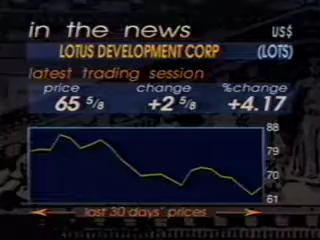 in the news US$
LOTUS DEVELOPMENT CORP (LOTS)
latest trading session
price change %change
65 5/8 +2 5/8 +4.17
88
79
70
61
last 30 days' prices